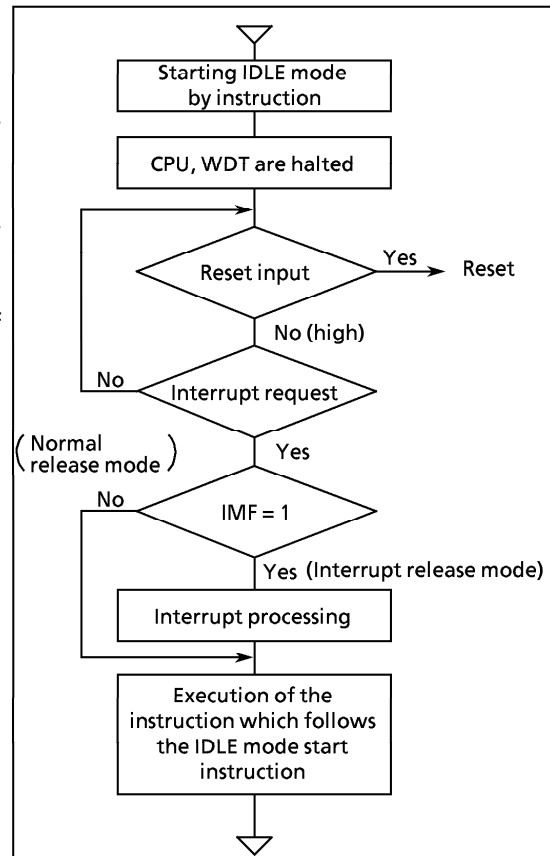 Starting IDLE mode
by instruction
CPU, WDT are halted
Reset input
Yes
Reset
No (high)
No
Interrupt request
(Normal
release mode)
Yes
No
IMF = 1
Yes (Interrupt release mode)
Interrupt processing
Execution of the
instruction which follows
the IDLE mode start
instruction